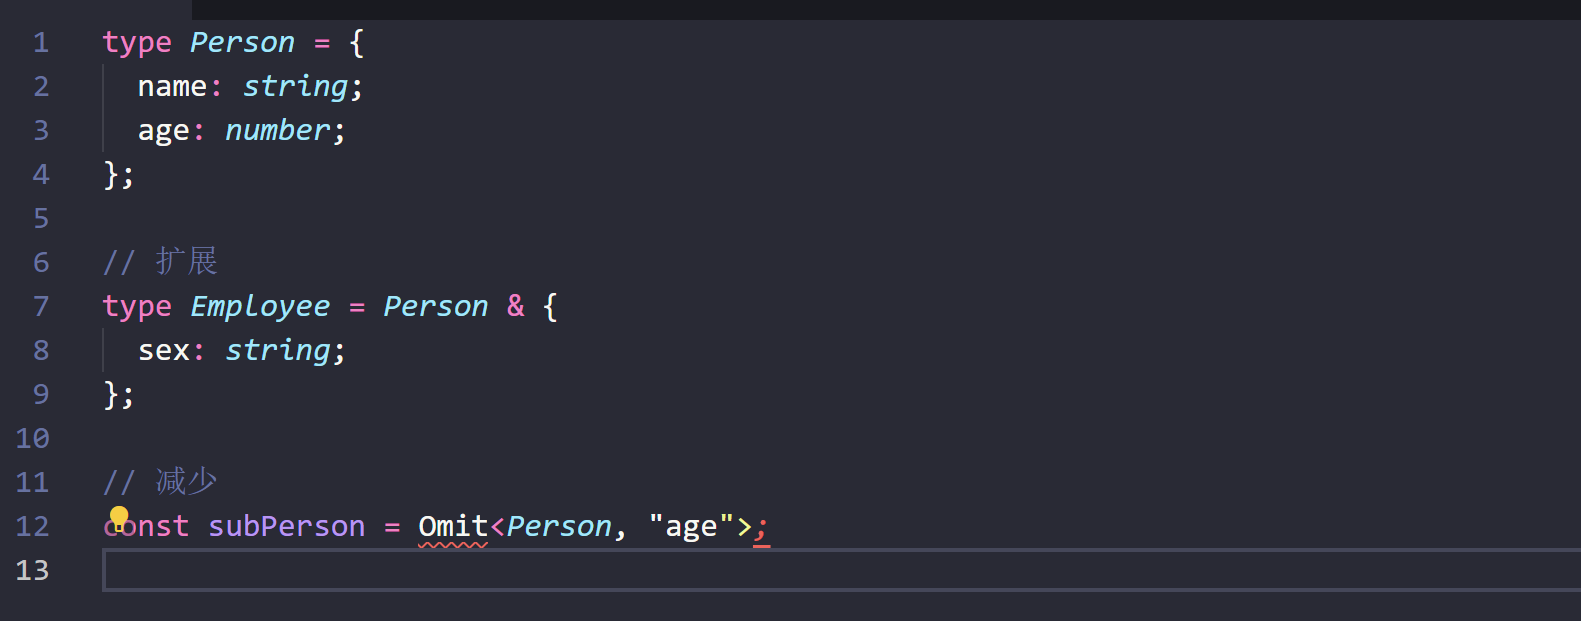 1 type Person = {
2 name: string;
3 age: number;
4 };
5
6 // 扩展
7 type Employee = Person & {
8 sex: string;
9 };
10
11 // 减少
12 const subPerson = Omit<Person, "age">;
13